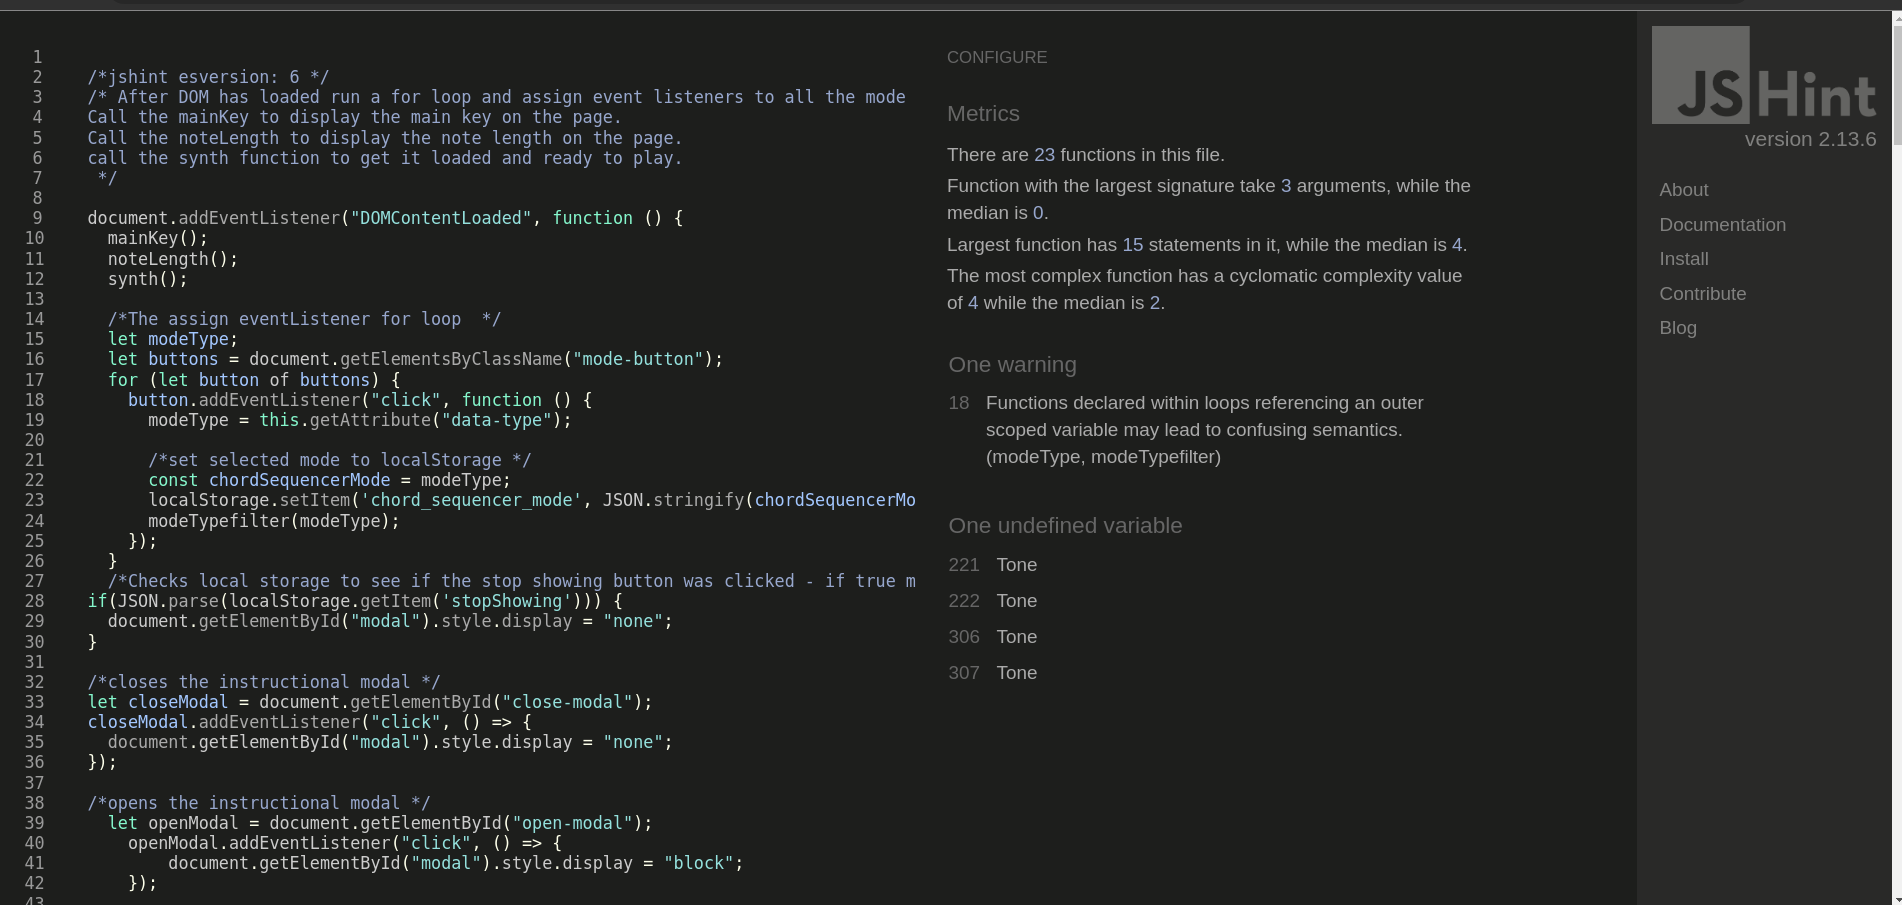 1
2 /*jshint esversion: 6 */
3 /* After DOM has loaded run a for loop and assign event listeners to all the mode
4 Call the mainKey to display the main key on the page.
5 Call the noteLength to display the note length on the page.
6 call the synth function to get it loaded and ready to play.
7 */
8
9 document.addEventListener("DOMContentLoaded", function () {
10 mainKey();
11 noteLength();
12 synth();
13
14 /*The assign eventListener for loop  */
15 let modeType;
16 let buttons = document.getElementsByClassName("mode-button");
17 for (let button of buttons) {
18 button.addEventListener("click", function () {
19 modeType = this.getAttribute("data-type");
20
21 /*set selected mode to localStorage */
22 const chordSequencerMode = modeType;
23 localStorage.setItem('chord_sequencer_mode', JSON.stringify(chordSequencerMo
24 modeTypefilter(modeType);
25 });
26 }
27 /*Checks local storage to see if the stop showing button was clicked - if true m
28 if(JSON.parse(localStorage.getItem('stopShowing'))) {
29 document.getElementById("modal").style.display = "none";
30 }
31
32 /*closes the instructional modal */
33 let closeModal = document.getElementById("close-modal");
34 closeModal.addEventListener("click", () => {
35 document.getElementById("modal").style.display = "none";
36 });
37
38 /*opens the instructional modal */
39 let openModal = document.getElementById("open-modal");
40 openModal.addEventListener("click", () => {
41 document.getElementById("modal").style.display = "block";
42 });
43
CONFIGURE
Metrics
There are 23 functions in this file.
Function with the largest signature take 3 arguments, while the
median is 0.
Largest function has 15 statements in it, while the median is 4.
The most complex function has a cyclomatic complexity value
of 4 while the median is 2.
One warning
18 Functions declared within loops referencing an outer
scoped variable may lead to confusing semantics.
(modeType, modeTypefilter)
One undefined variable
221 Tone
222 Tone
306 Tone
307 Tone
JSHint
version 2.13.6
About
Documentation
Install
Contribute
Blog